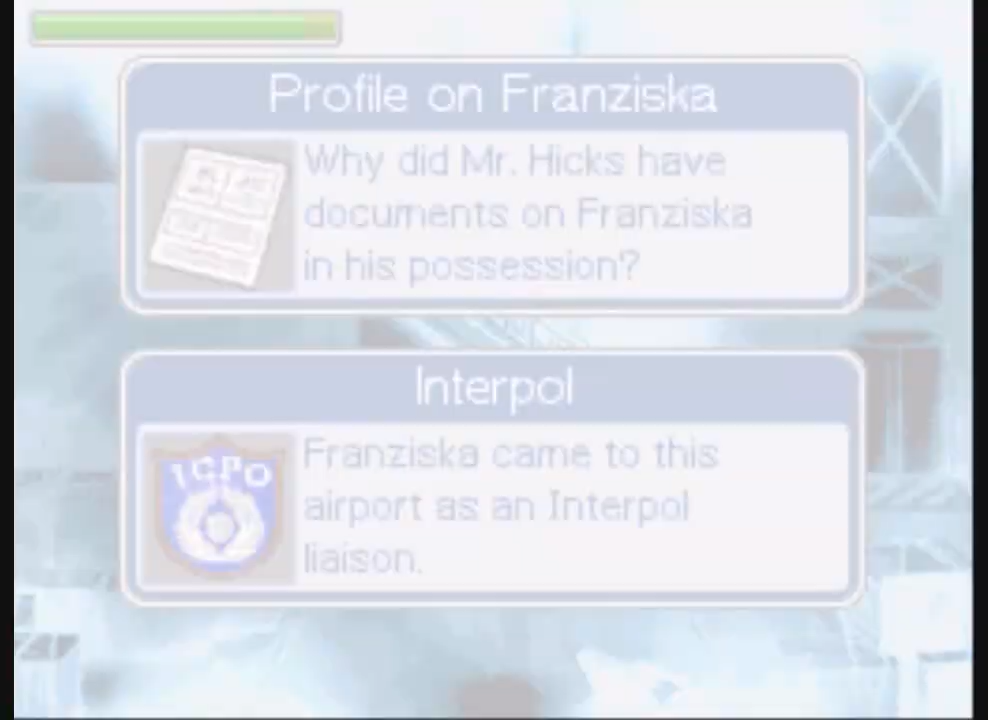 Profile on Franziska
Why did Mr. Hicks have
documents on Franziska
in his possession?
Interpol
ICPO
Franziska came to this
airport as an Interpol
liaison.